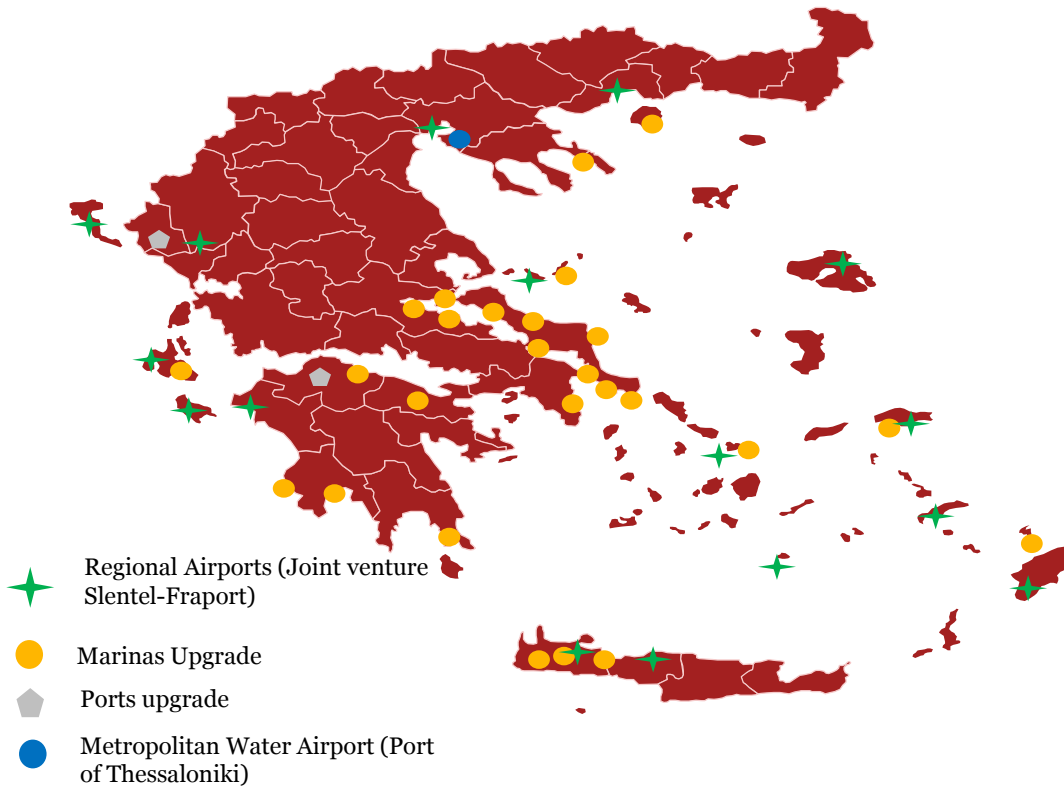 Regional Airports (Joint venture
Slentel-Fraport)
Marinas Upgrade
Ports upgrade
Metropolitan Water Airport (Port
of Thessaloniki)